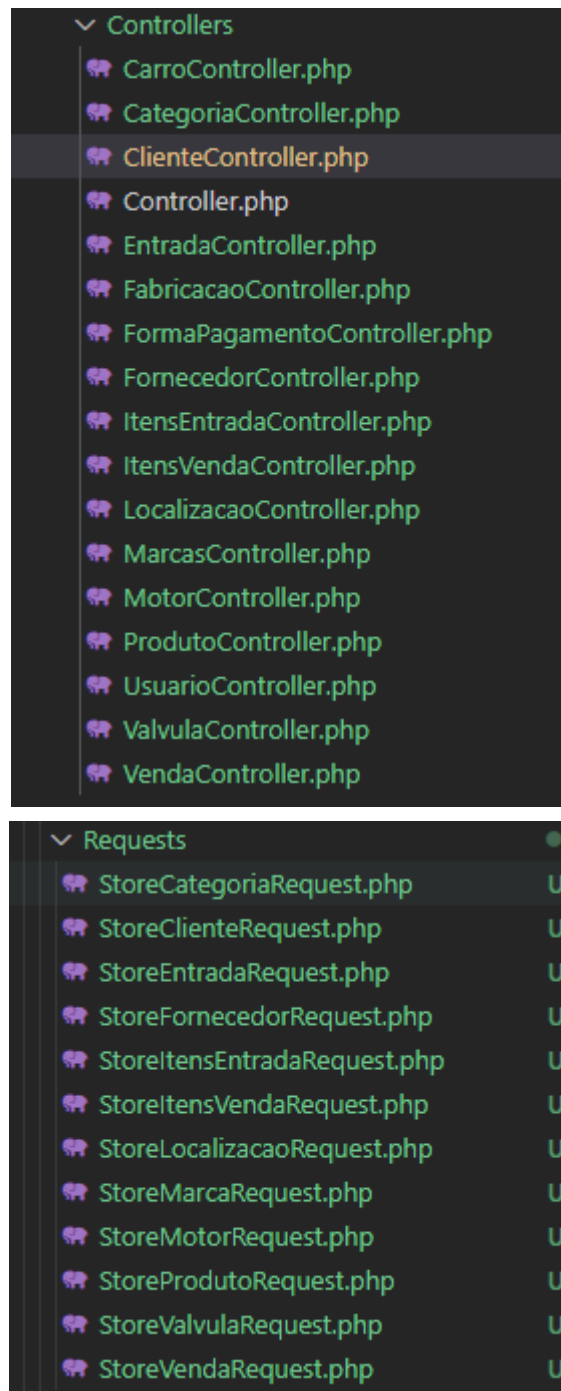 Controllers
CarroController.php
CategoriaController.php
ClienteController.php
Controller.php
EntradaController.php
FabricacaoController.php
FormaPagamentoController.php
FornecedorController.php
ItensEntradaController.php
ItensVendaController.php
LocalizacaoController.php
MarcasController.php
MotorController.php
ProdutoController.php
UsuarioController.php
ValvulaController.php
VendaController.php
Requests
StoreCategoriaRequest.php U
StoreClienteRequest.php U
StoreEntradaRequest.php U
StoreFornecedorRequest.php U
StoreItensEntradaRequest.php U
StoreItensVendaRequest.php U
StoreLocalizacaoRequest.php U
StoreMarcaRequest.php U
StoreMotorRequest.php U
StoreProdutoRequest.php U
StoreValvulaRequest.php U
StoreVendaRequest.php U